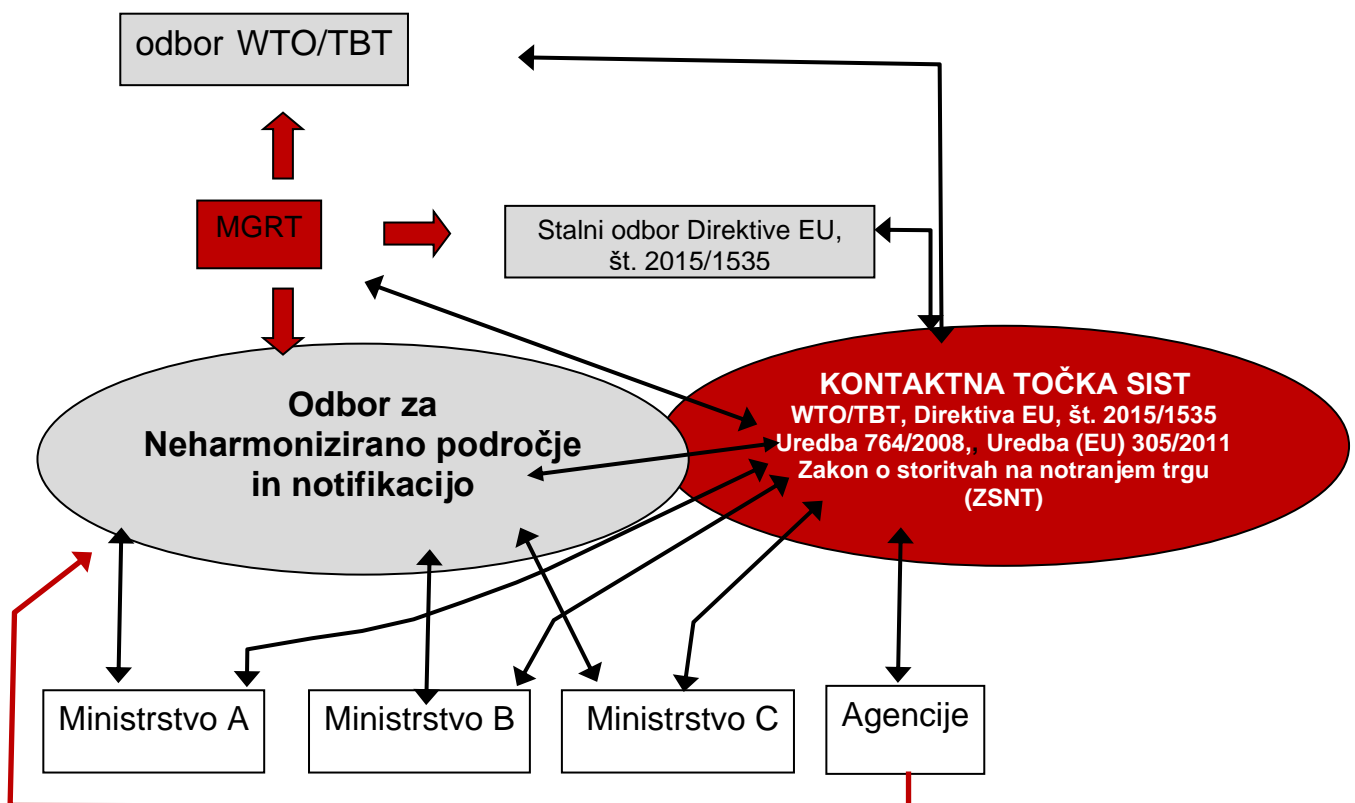 odbor WTO/TBT
MGRT
Stalni odbor Direktive EU,
št. 2015/1535
Odbor za
Neharmonizirano področje
in notifikacijo
KONTAKTNA TOČKA SIST
WTO/TBT, Direktiva EU, št. 2015/1535
Uredba 764/2008,, Uredba (EU) 305/2011
Zakon o storitvah na notranjem trgu
(ZSNT)
Ministrstvo A
Ministrstvo B
Ministrstvo C
Agencije